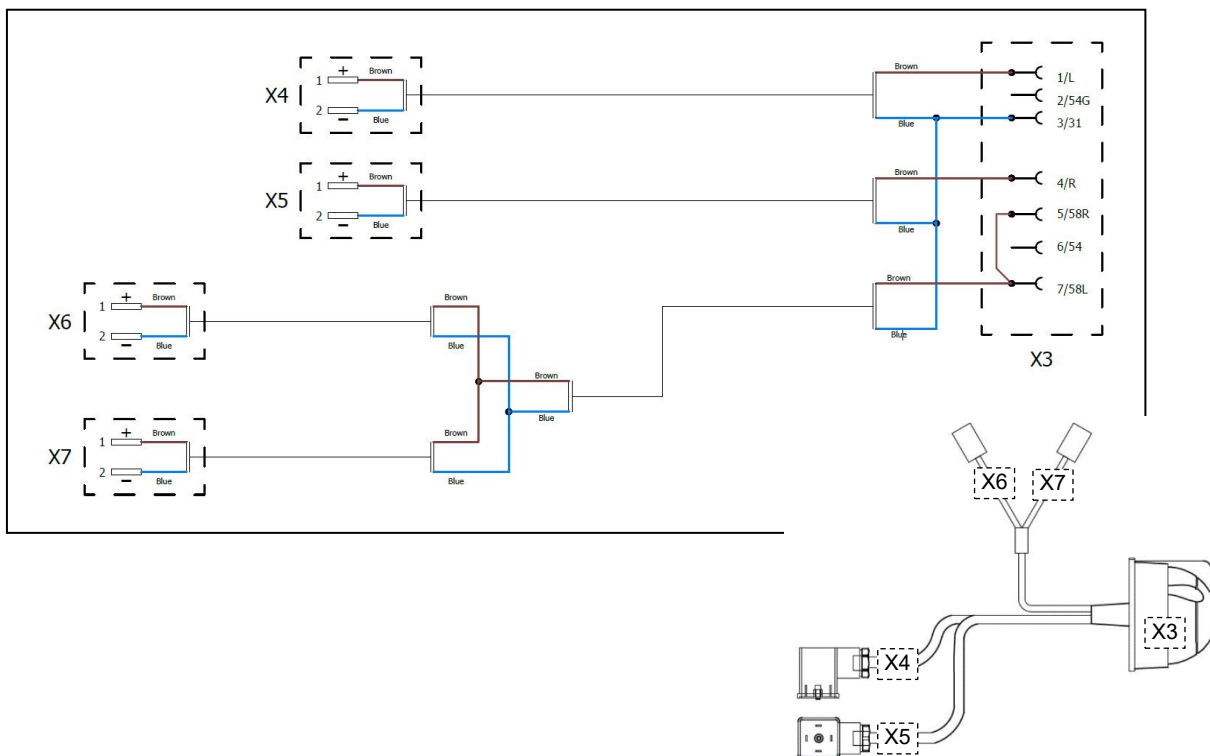 X4
1
+
Brown
2
−
Blue
Brown
Blue
1/L
2/54G
3/31
X5
1
+
Brown
2
−
Blue
Brown
Blue
4/R
5/58R
6/54
7/58L
X3
X6
1
+
Brown
2
−
Blue
Brown
Blue
Brown
Blue
Brown
Blue
X7
1
+
Brown
2
−
Blue
Brown
Blue
X6
X7
X3
X4
X5